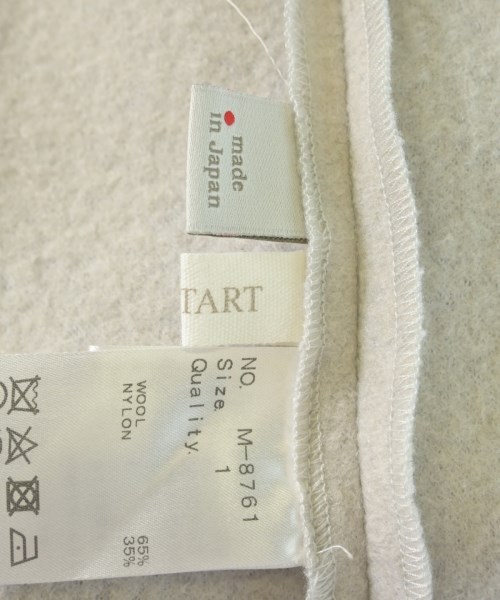 made
in Japan
TART
NO. M-8761
Size. 1
Quality.
WOOL 65%
NYLON 35%